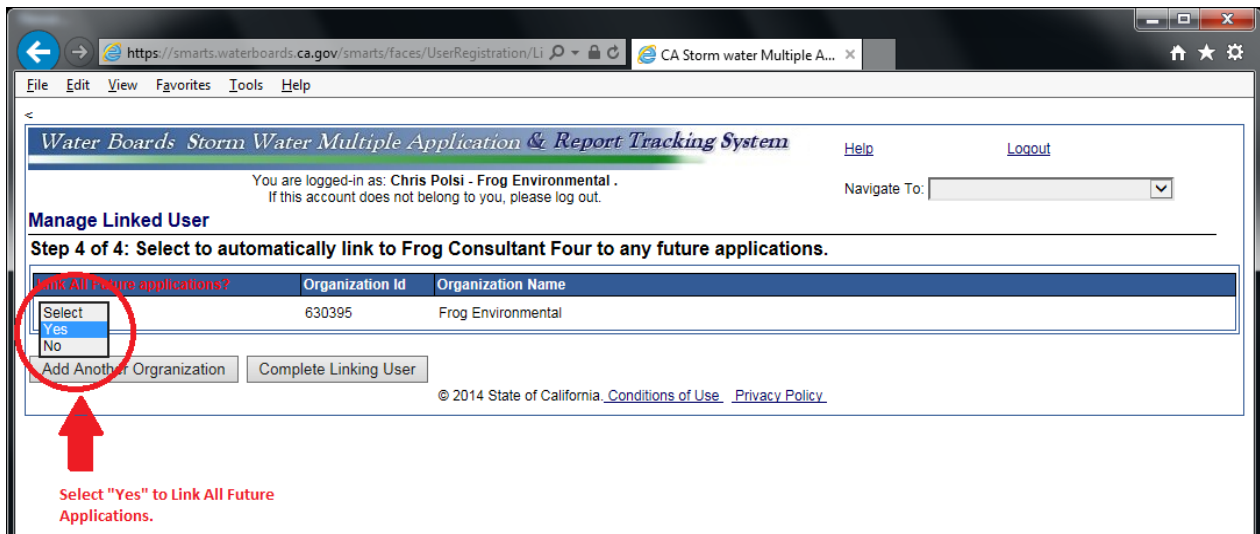 https://smarts.waterboards.ca.gov/smarts/faces/UserRegistration/Li
CA Storm water Multiple A...
File Edit View Favorites Tools Help
<
Water Boards Storm Water Multiple Application & Report Tracking System
Help Logout
You are logged-in as: Chris Polsi - Frog Environmental .
If this account does not belong to you, please log out.
Navigate To:
Manage Linked User
Step 4 of 4: Select to automatically link to Frog Consultant Four to any future applications.
Link All Future applications? Organization Id Organization Name
Select 630395 Frog Environmental
Yes
No
Add Another Orgranization Complete Linking User
© 2014 State of California. Conditions of Use Privacy Policy
Select "Yes" to Link All Future
Applications.